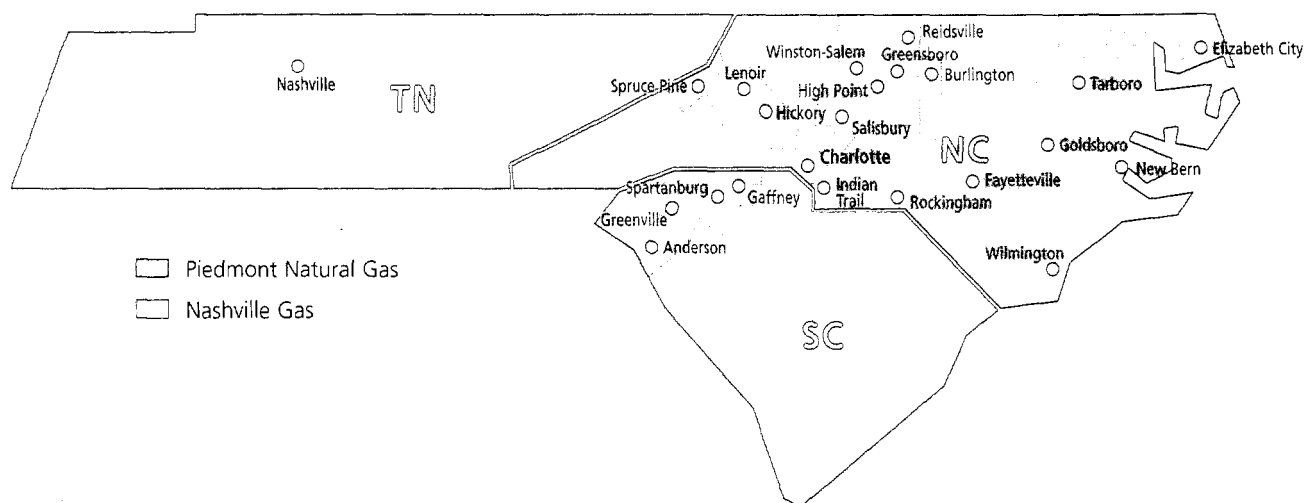 Reidsville
Winston-Salem
Greensboro
Elizabeth City
Nashville
TN
Spruce Pine
Lenoir
High Point
Burlington
Tarboro
Hickory
Salisbury
Charlotte
NC
Goldsboro
New Bern
Spartanburg
Gaffney
Indian
Trail
Fayetteville
Rockingham
Greenville
Anderson
Wilmington
Piedmont Natural Gas
Nashville Gas
SC